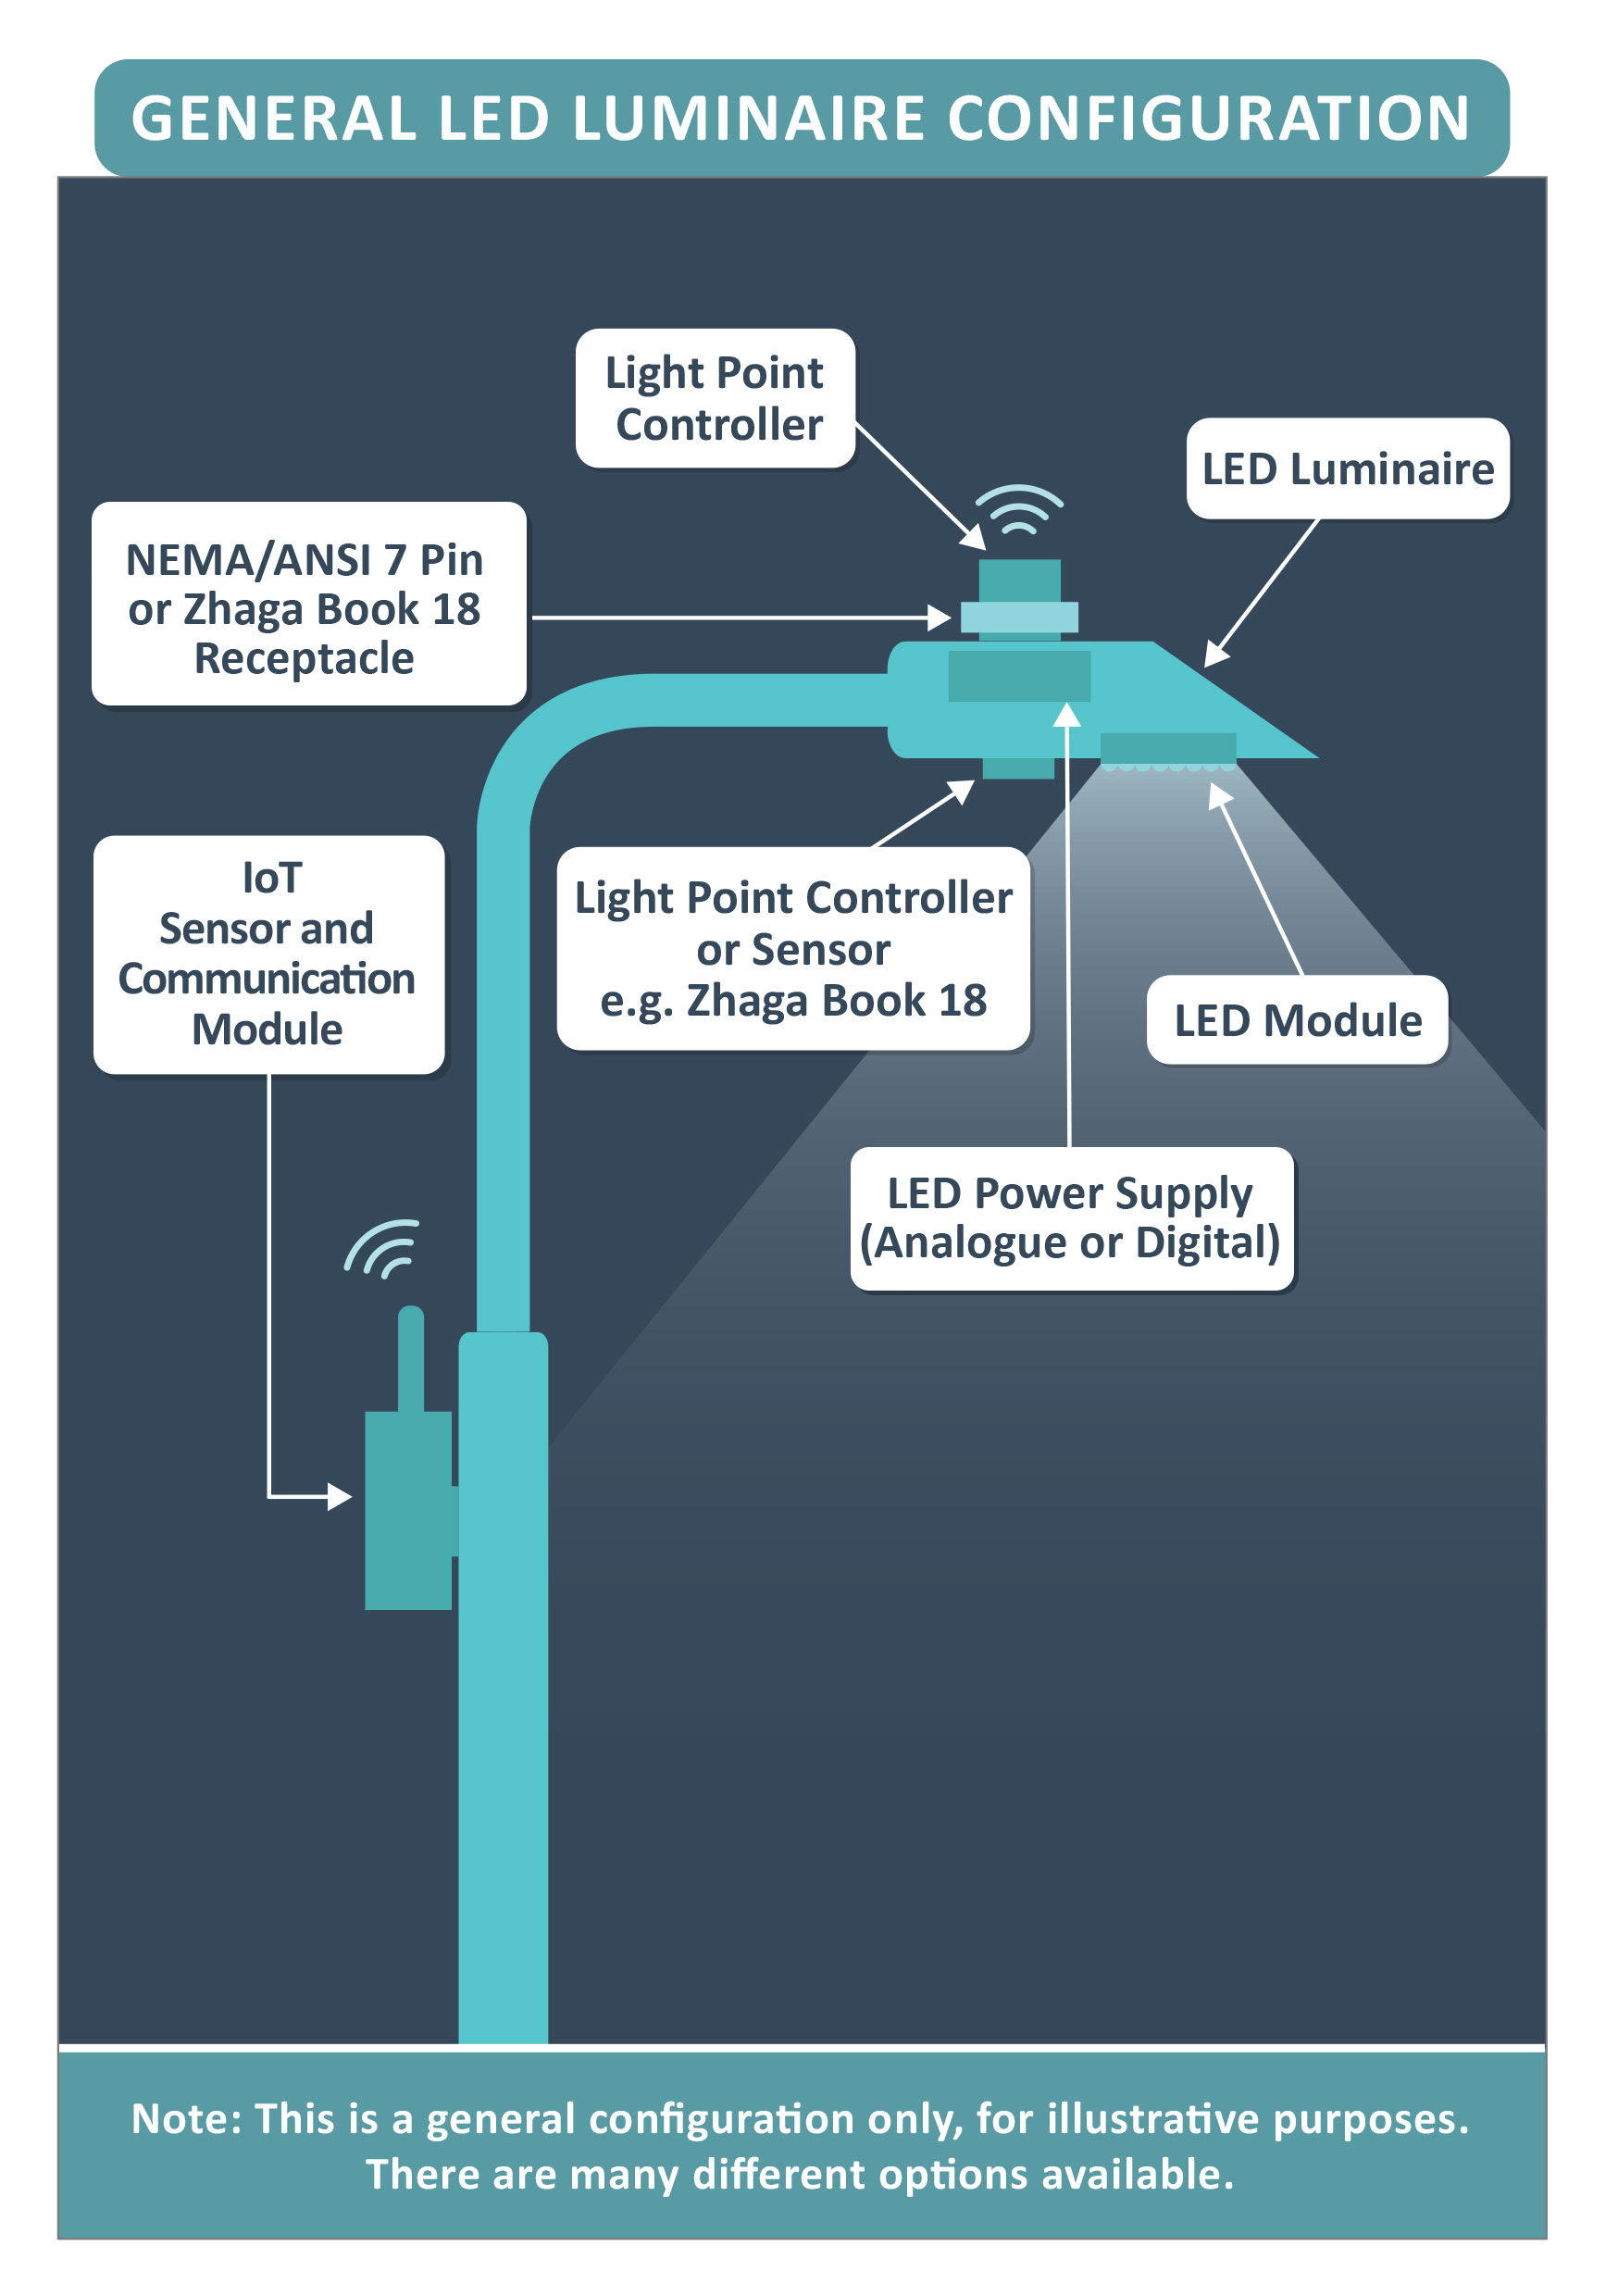 GENERAL LED LUMINAIRE CONFIGURATION
Light Point
Controller
LED Luminaire
NEMA/ANSI 7 Pin
or Zhaga Book 18
Receptacle
IoT
Sensor and
Communication
Module
Light Point Controller
or Sensor
e.g. Zhaga Book 18
LED Module
LED Power Supply
(Analogue or Digital)
Note: This is a general configuration only, for illustrative purposes.
There are many different options available.